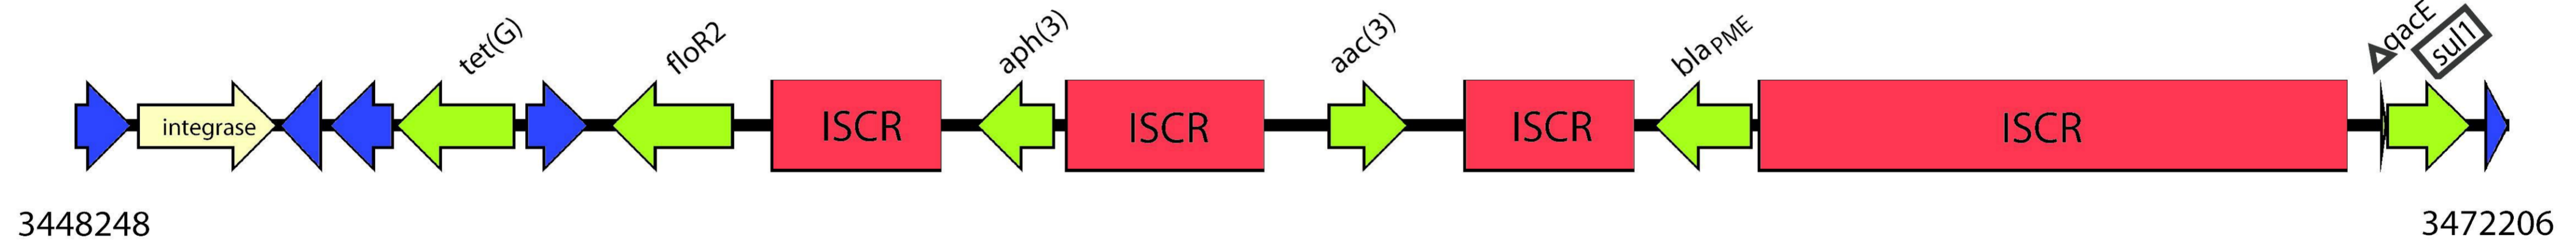 tet(G)
floR2
aph(3)
aac(3)
blaPME
ΔqacE
sul1
integrase
ISCR
ISCR
ISCR
ISCR
3448248
3472206